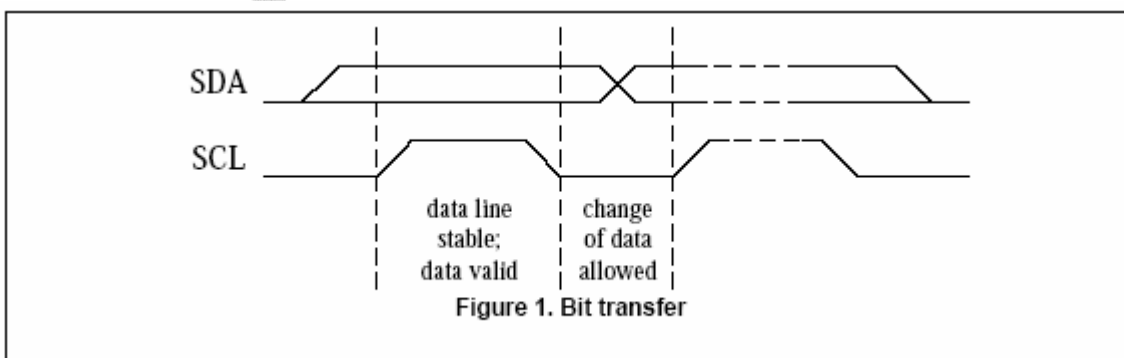 SDA
SCL
data line
stable;
data valid
change
of data
allowed
Figure 1. Bit transfer